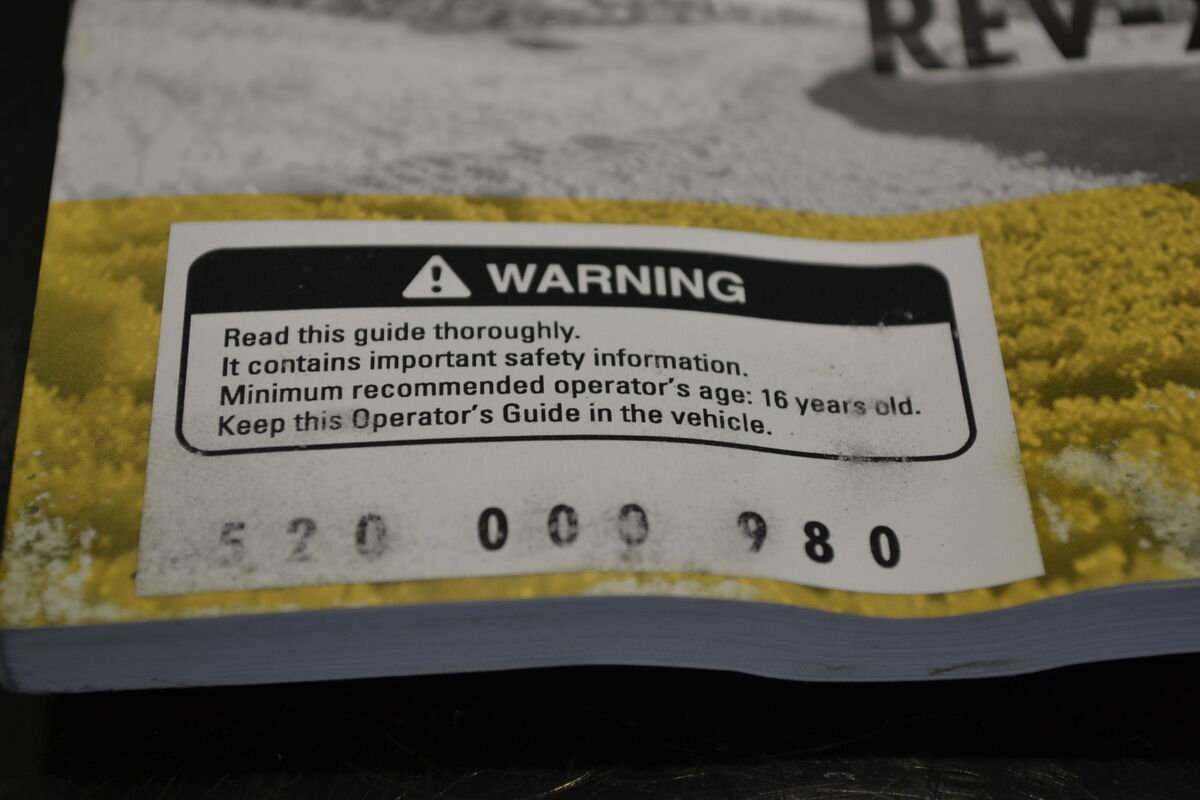 REV-
WARNING
Read this guide thoroughly.
It contains important safety information.
Minimum recommended operator's age: 16 years old.
Keep this Operator's Guide in the vehicle.
520 000 980